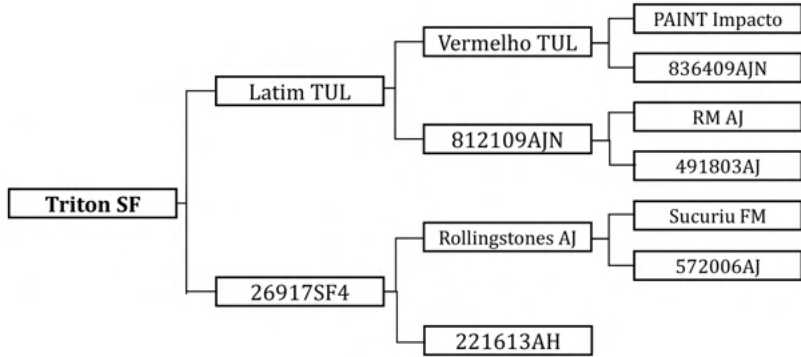 PAINT Impacto
Vermelho TUL
836409AJN
Latim TUL
RM AJ
812109AJN
491803AJ
Triton SF
Sucuriu FM
Rollingstones AJ
572006AJ
26917SF4
221613AH